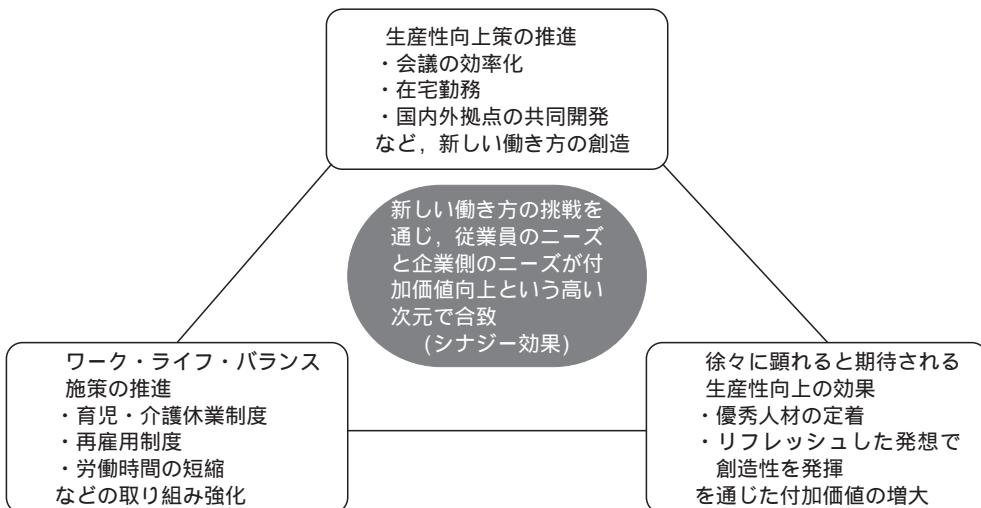 生産性向上策の推進
・会議の効率化
・在宅勤務
・国内外拠点の共同開発
など，新しい働き方の創造
新しい働き方の挑戦を
通じ，従業員のニーズ
と企業側のニーズが付
加価値向上という高い
次元で合致
(シナジー効果)
ワーク・ライフ・バランス
施策の推進
・育児・介護休業制度
・再雇用制度
・労働時間の短縮
などの取り組み強化
徐々に顕れると期待される
生産性向上の効果
・優秀人材の定着
・リフレッシュした発想で
創造性を発揮
を通じた付加価値の増大